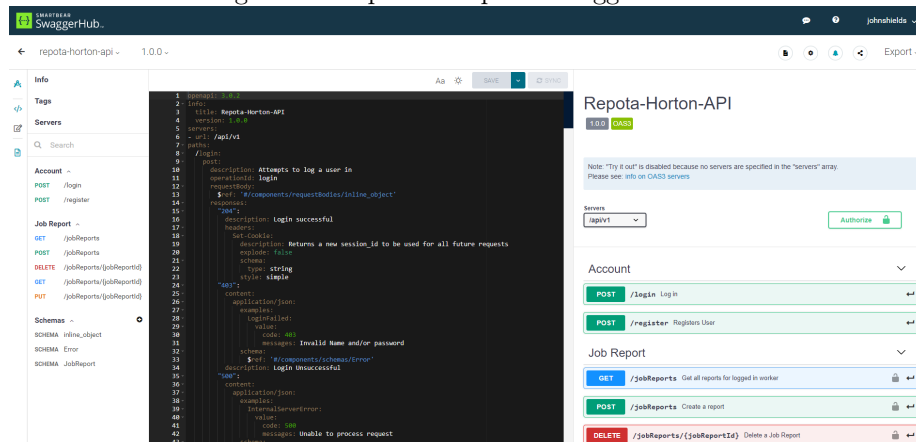 SMARTBEAR
SwaggerHub.
johnshields
repota-horton-api
1.0.0
Export
Info
Tags
Servers
Search
Account
POST /login
POST /register
Job Report
GET /jobReports
POST /jobReports
DELETE /jobReports/{jobReportId}
GET /jobReports/{jobReportId}
PUT /jobReports/{jobReportId}
Schemas
SCHEMA inline_object
SCHEMA Error
SCHEMA JobReport
Aa
SAVE
SYNC
1 openapi: 3.0.2
2 info:
3 title: Repota-Horton-API
4 version: 1.0.0
5 servers:
6 - url: /api/v1
7 paths:
8 /login:
9 post:
10 description: Attempts to log a user in
11 operationId: login
12 requestBody:
13 $ref: '#/components/requestBodies/inline_object'
14 responses:
15 "204":
16 description: Login successful
17 headers:
18 Set-Cookie:
19 description: Returns a new session_id to be used for all future requests
20 explode: false
21 schema:
22 type: string
23 style: simple
24 "403":
25 content:
26 application/json:
27 examples:
28 LoginFailed:
29 value:
30 code: 403
31 messages: Invalid Name and/or password
32 schema:
33 $ref: '#/components/schemas/Error'
34 description: Login Unsuccessful
35 "500":
36 content:
37 application/json:
38 examples:
39 InternalServerError:
40 value:
41 code: 500
42 messages: Unable to process request
Repota-Horton-API
1.0.0 OAS3
Note: "Try it out" is disabled because no servers are specified in the "servers" array.
Please see: info on OAS3 servers
Servers
/api/v1
Authorize
Account
POST /login Log in
POST /register Registers User
Job Report
GET /jobReports Get all reports for logged in worker
POST /jobReports Create a report
DELETE /jobReports/{jobReportId} Delete a Job Report